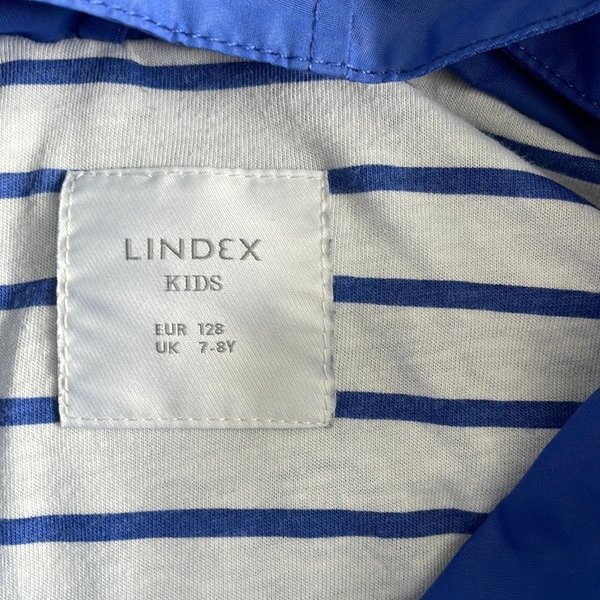 LINDEX
KIDS
EUR 128
UK 7-8Y